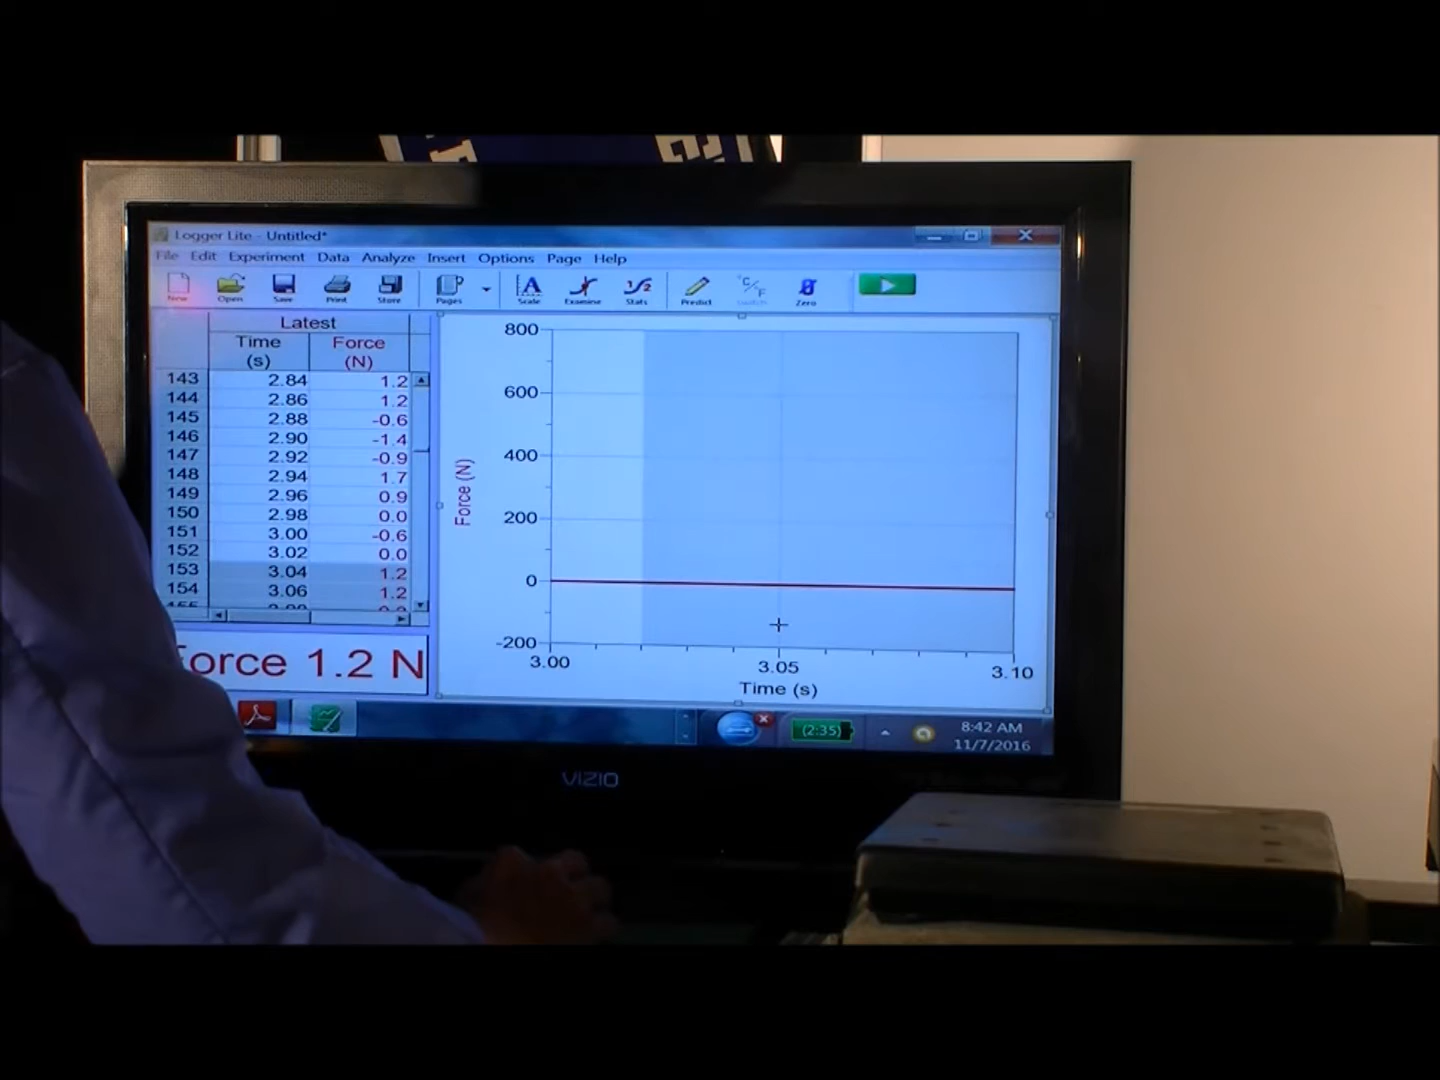 Logger Lite - Untitled*
File Edit Experiment Data Analyze Insert Options Page Help
New Open Save Print Store Pages Scale Examine Stats Predict Zero
Latest
Time Force
(s) (N)
143 2.84 1.2
144 2.86 1.2
145 2.88 -0.6
146 2.90 -1.4
147 2.92 -0.9
148 2.94 1.7
149 2.96 0.9
150 2.98 0.0
151 3.00 -0.6
152 3.02 0.0
153 3.04 1.2
154 3.06 1.2
orce 1.2 N
800
600
400
200
0
-200
Force (N)
3.00 3.05 3.10
Time (s)
(2:35)
8:42 AM
11/7/2016
VIZIO